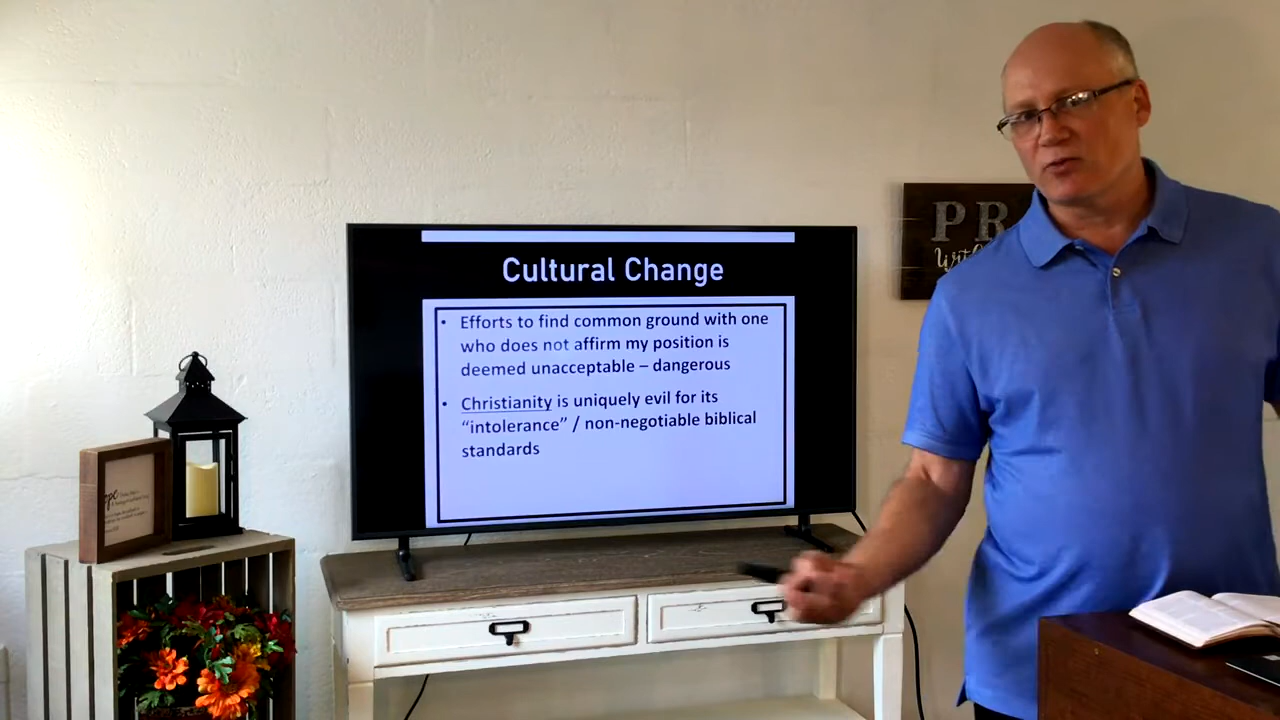 Cultural Change
• Efforts to find common ground with one
who does not affirm my position is
deemed unacceptable – dangerous
• Christianity is uniquely evil for its
“intolerance” / non-negotiable biblical
standards
PR